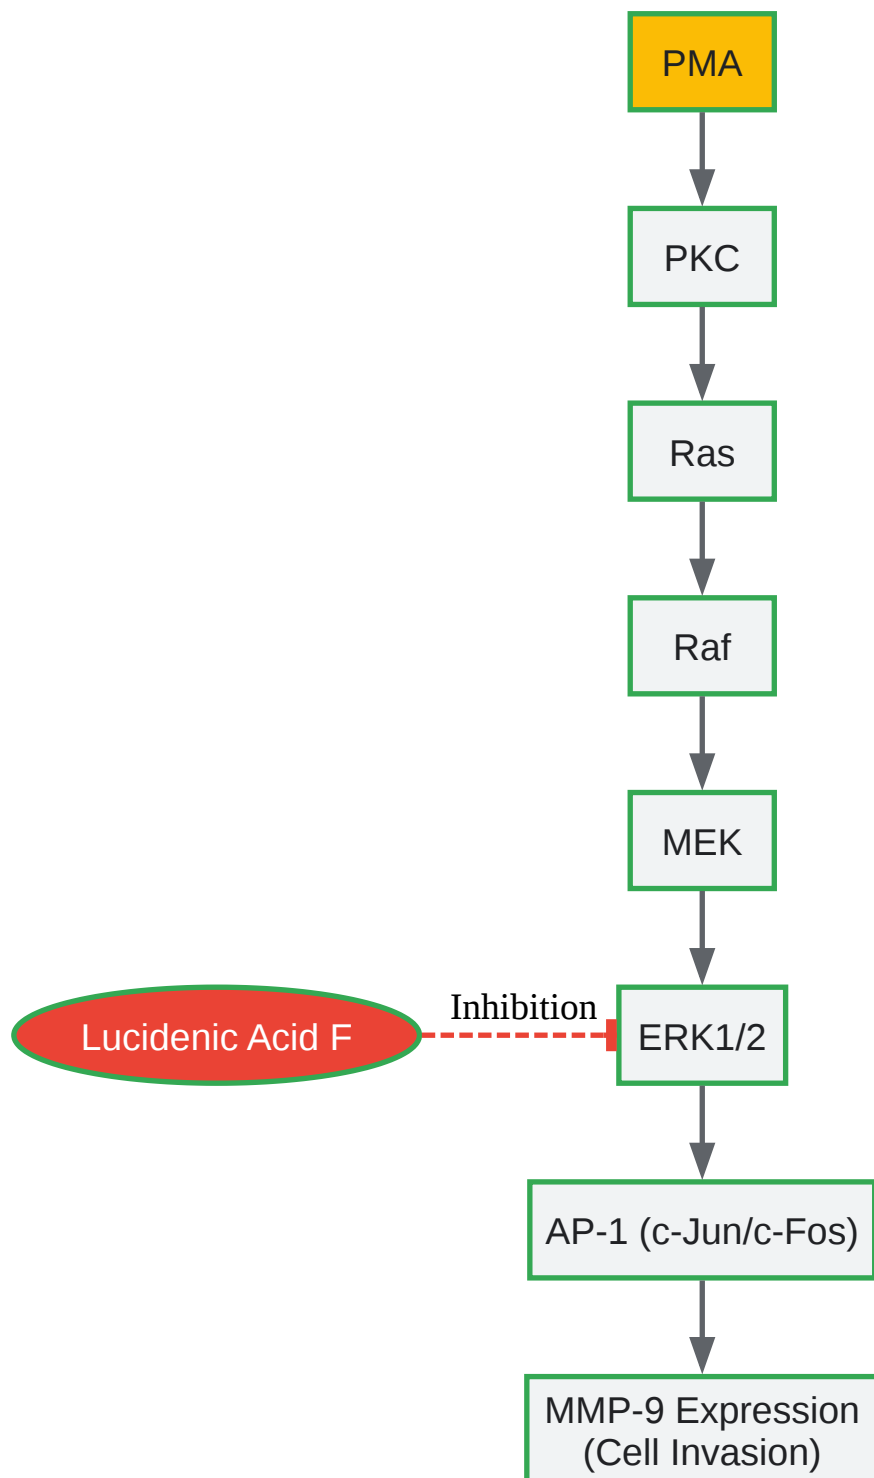 PMA
PKC
Ras
Raf
MEK
Inhibition
Lucidenic Acid F
ERK1/2
AP-1 (c-Jun/c-Fos)
MMP-9 Expression
(Cell Invasion)